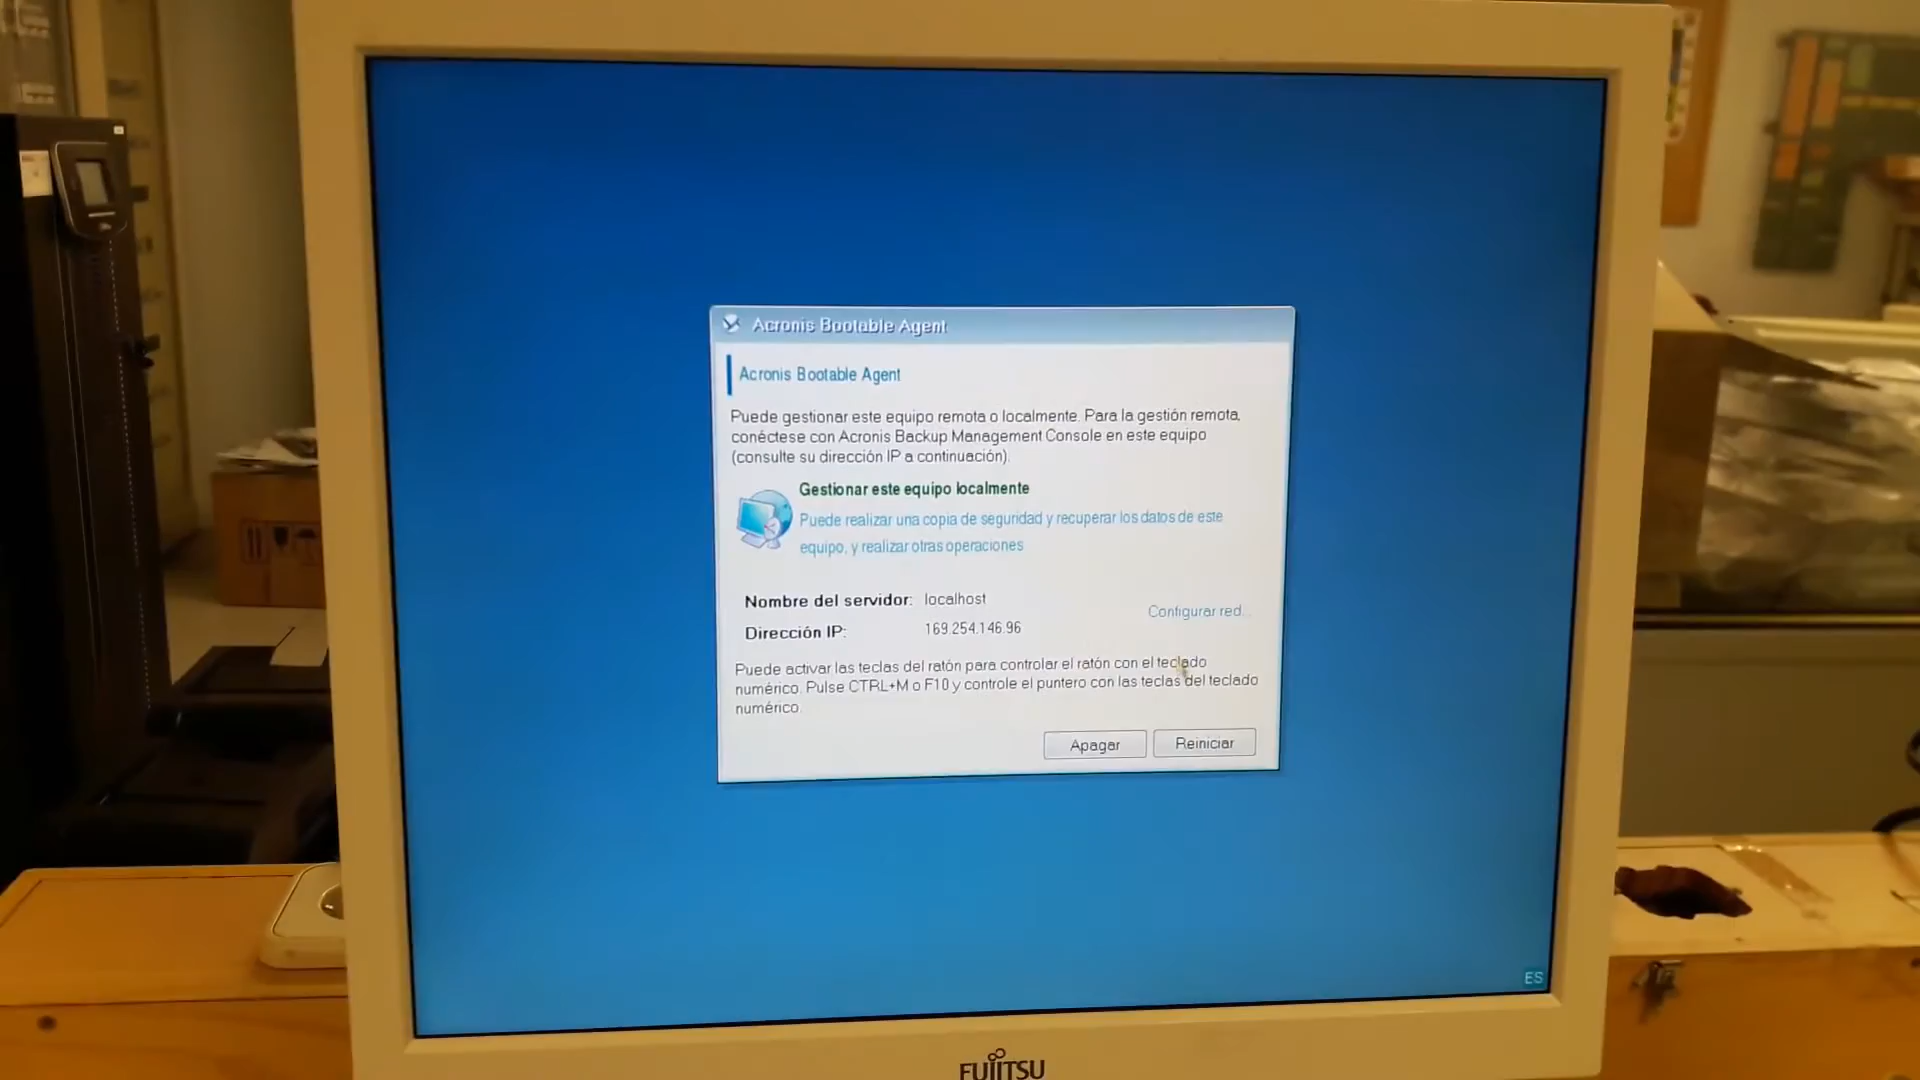 Acronis Bootable Agent
Acronis Bootable Agent
Puede gestionar este equipo remota o localmente. Para la gestión remota,
conéctese con Acronis Backup Management Console en este equipo
(consulte su dirección IP a continuación).
Gestionar este equipo localmente
Puede realizar una copia de seguridad y recuperar los datos de este
equipo, y realizar otras operaciones
Nombre del servidor: localhost
Configurar red...
Dirección IP: 169.254.146.96
Puede activar las teclas del ratón para controlar el ratón con el teclado
numérico. Pulse CTRL+M o F10 y controle el puntero con las teclas del teclado
numérico.
Apagar Reiniciar
ES
FUJITSU